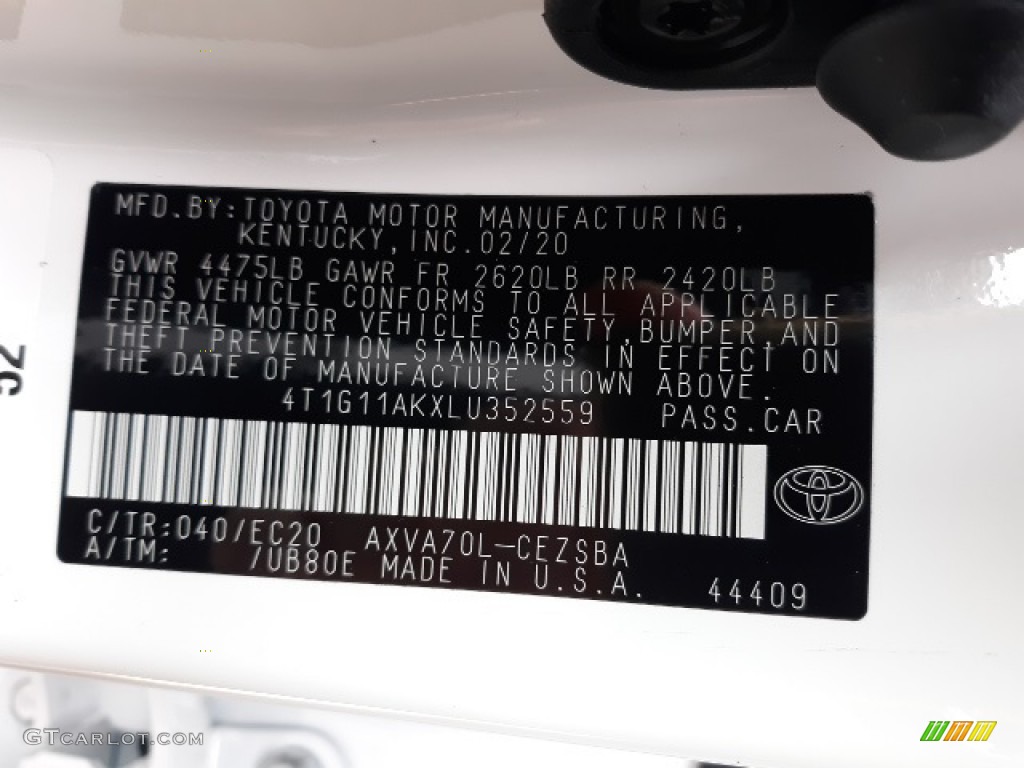 MFD.BY:TOYOTA MOTOR MANUFACTURING,
KENTUCKY,INC.02/20
GVWR 4475LB GAWR FR 2620LB RR 2420LB
THIS VEHICLE CONFORMS TO ALL APPLICABLE
FEDERAL MOTOR VEHICLE SAFETY,BUMPER,AND
THEFT PREVENTION STANDARDS IN EFFECT ON
THE DATE OF MANUFACTURE SHOWN ABOVE.
4T1G11AKXLU352559 PASS.CAR
C/TR:040/EC20 AXVA70L-CEZSBA
A/TM: /UB80E MADE IN U.S.A. 44409
52
GTCARLOT.COM